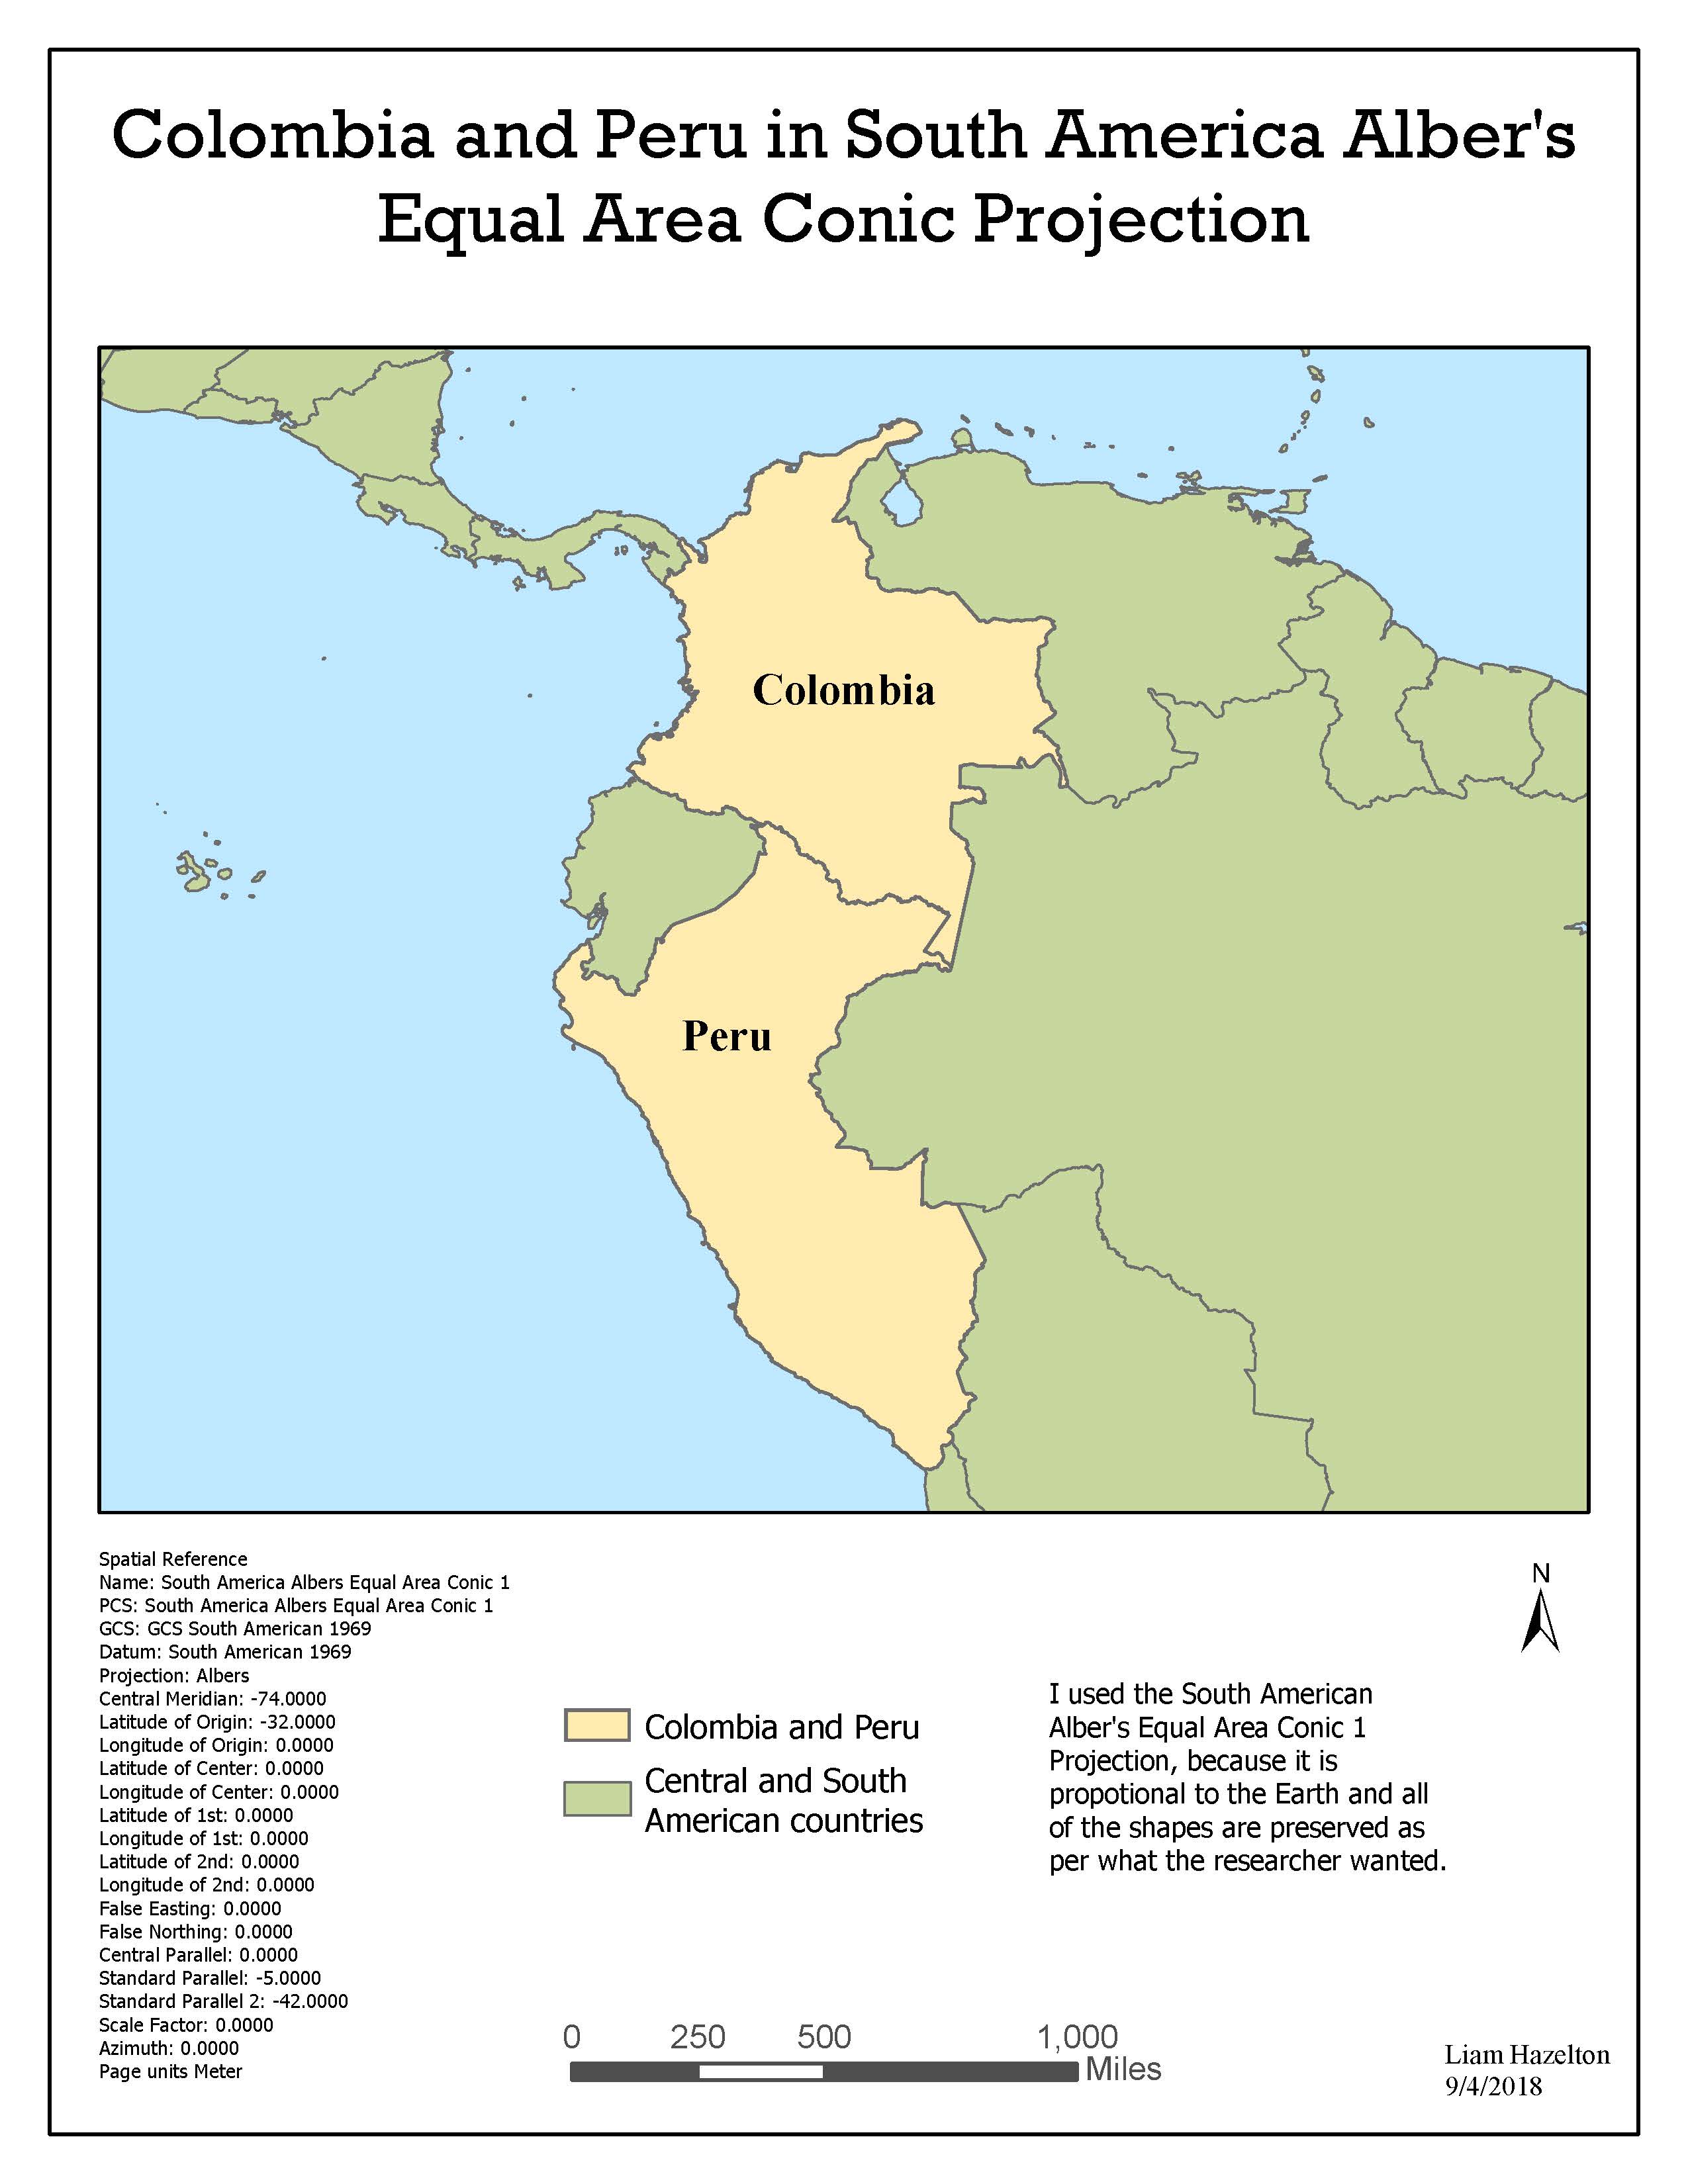 Colombia and Peru in South America Alber's
Equal Area Conic Projection
Colombia
Peru
Spatial Reference
Name: South America Albers Equal Area Conic 1
PCS: South America Albers Equal Area Conic 1
GCS: GCS South American 1969
Datum: South American 1969
Projection: Albers
Central Meridian: -74.0000
Latitude of Origin: -32.0000
Longitude of Origin: 0.0000
Latitude of Center: 0.0000
Longitude of Center: 0.0000
Latitude of 1st: 0.0000
Longitude of 1st: 0.0000
Latitude of 2nd: 0.0000
Longitude of 2nd: 0.0000
False Easting: 0.0000
False Northing: 0.0000
Central Parallel: 0.0000
Standard Parallel: -5.0000
Standard Parallel 2: -42.0000
Scale Factor: 0.0000
Azimuth: 0.0000
Page units Meter
Colombia and Peru
Central and South
American countries
0 250 500 1,000
Miles
N
I used the South American
Alber's Equal Area Conic 1
Projection, because it is
propotional to the Earth and all
of the shapes are preserved as
per what the researcher wanted.
Liam Hazelton
9/4/2018